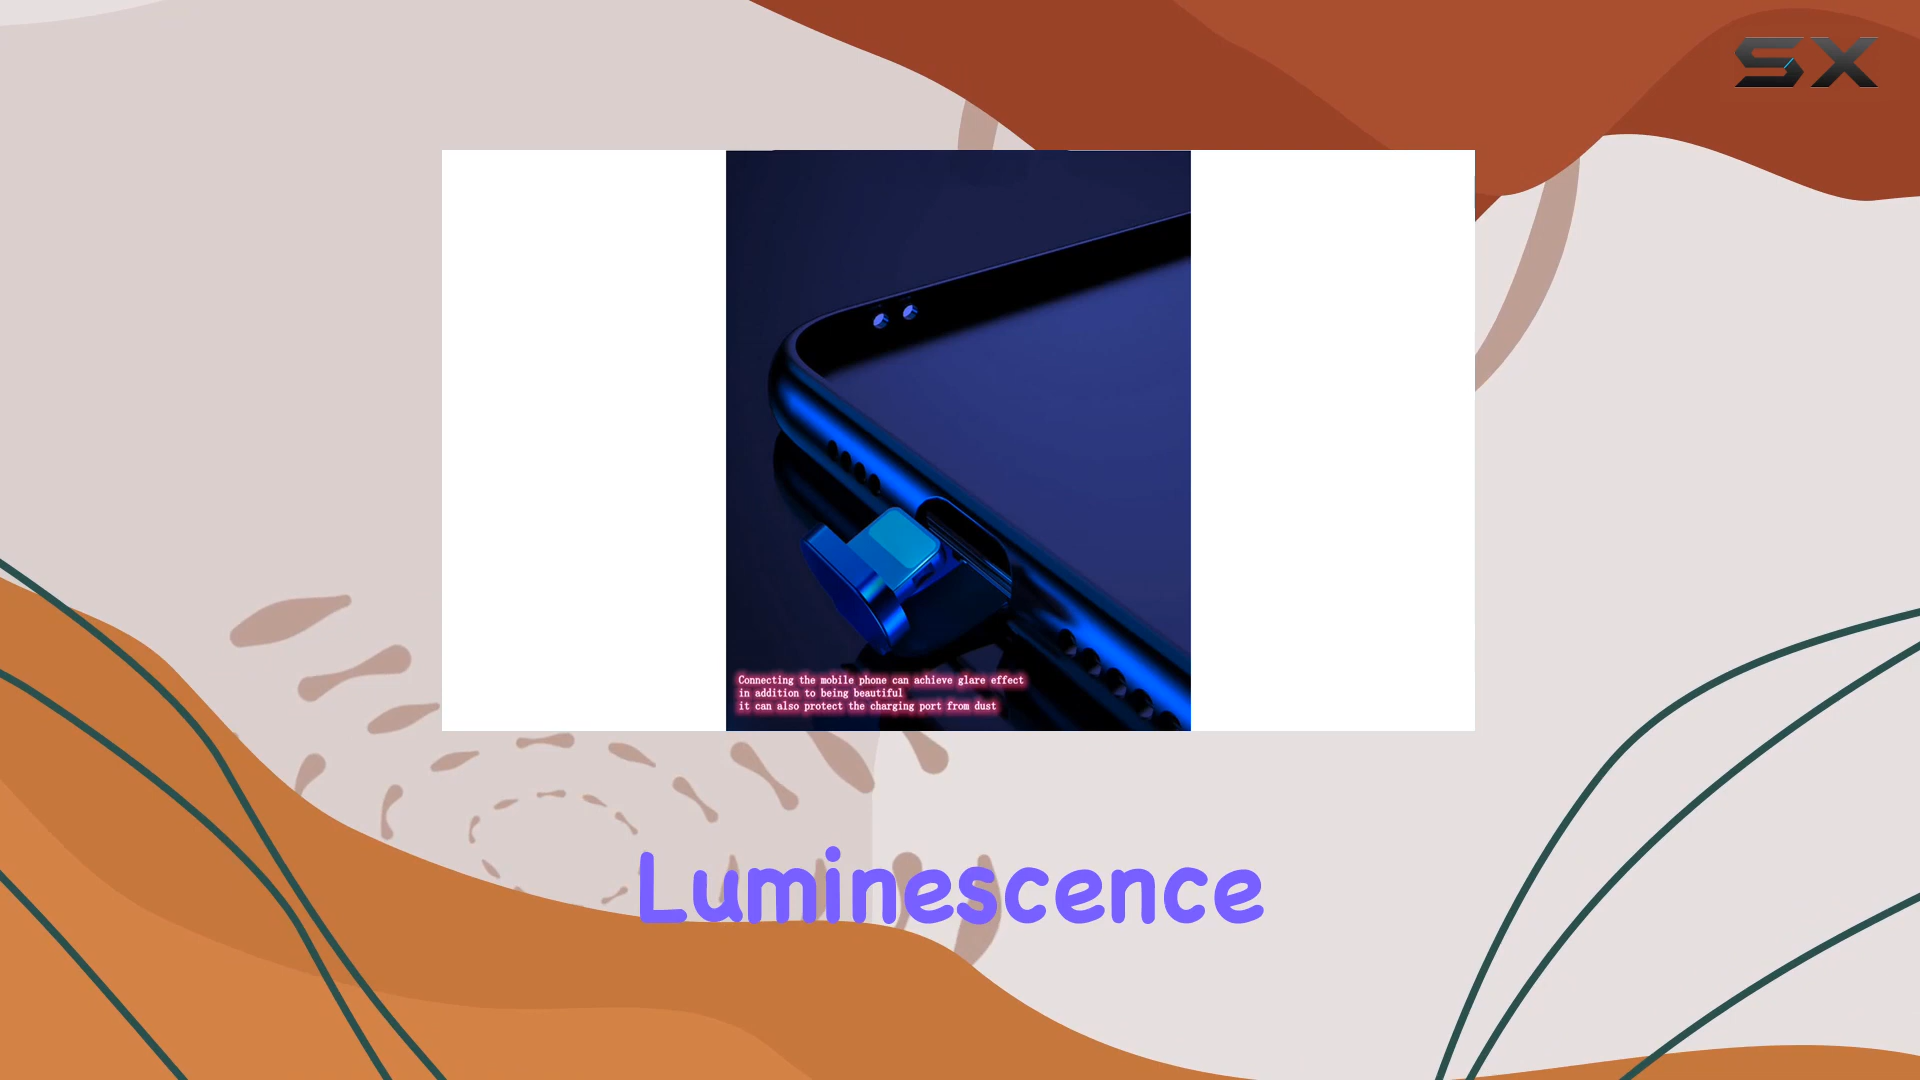 SX
Connecting the mobile phone can achieve glare effect
in addition to being beautiful
it can also protect the charging port from dust
Luminescence